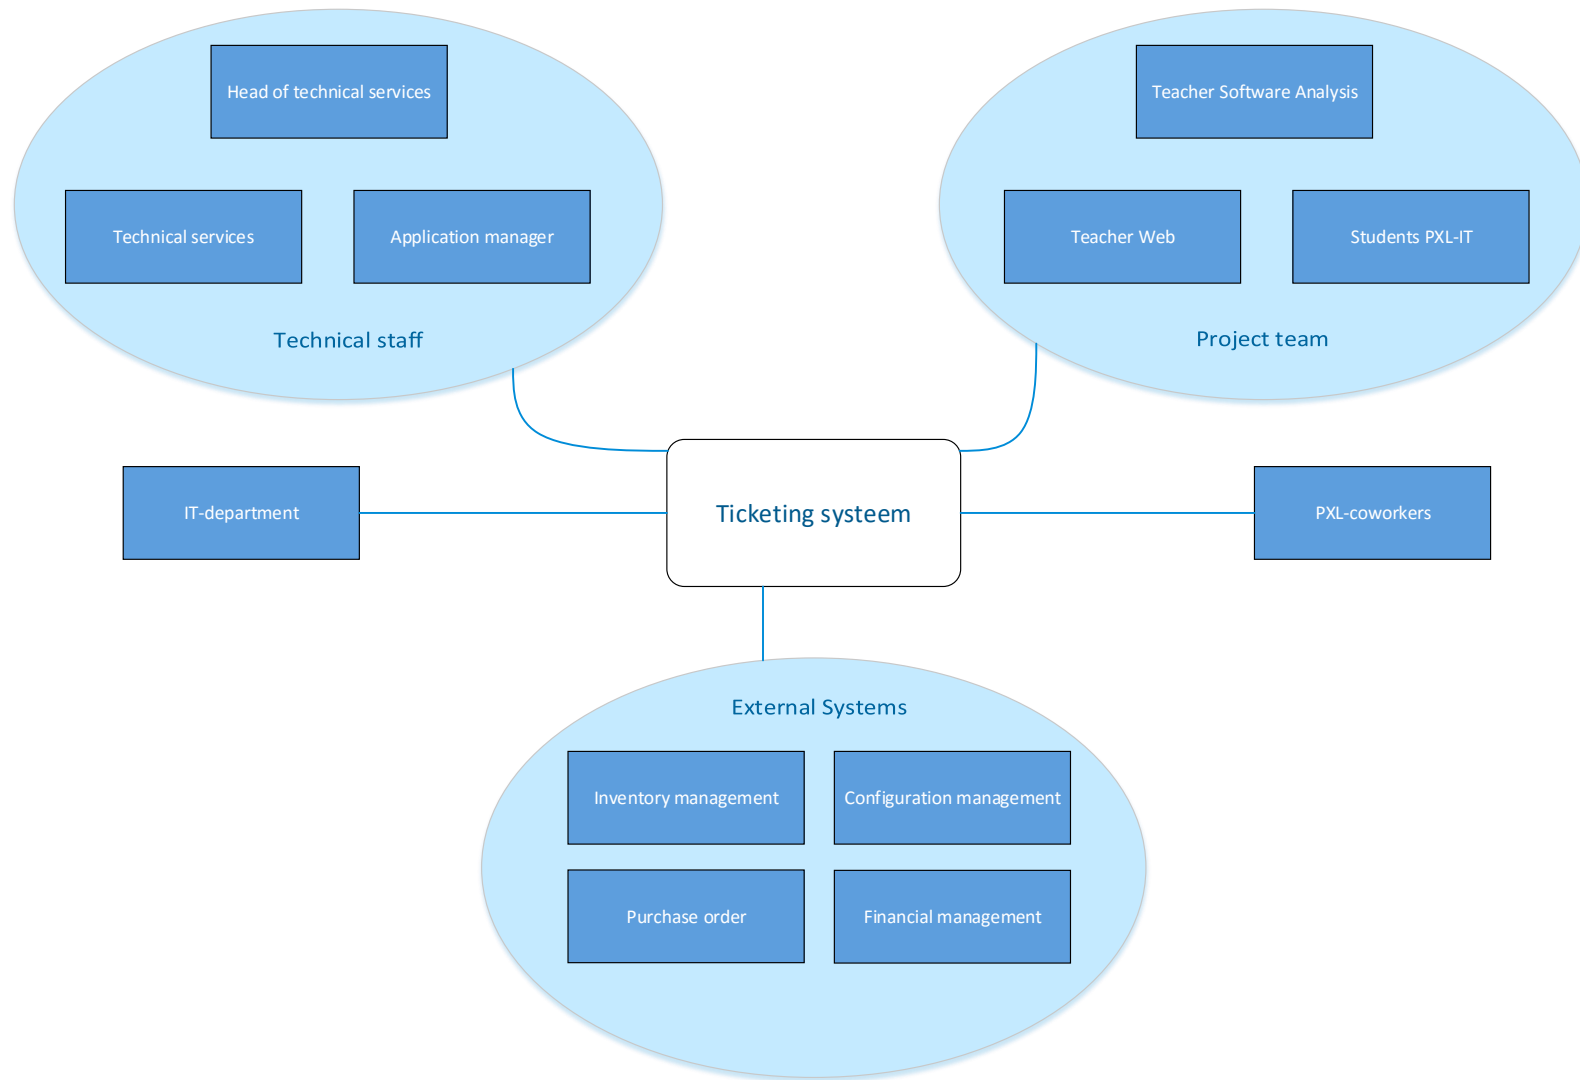 Head of technical services
Technical services
Application manager
Technical staff
Teacher Software Analysis
Teacher Web
Students PXL-IT
Project team
IT-department
Ticketing systeem
PXL-coworkers
External Systems
Inventory management
Configuration management
Purchase order
Financial management